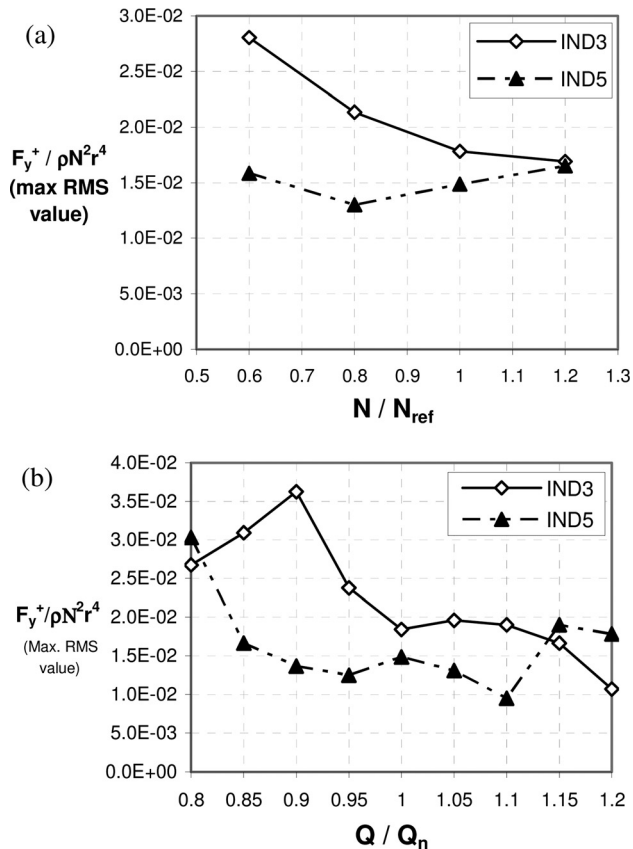 (a)
3.0E-02
2.5E-02
2.0E-02
1.5E-02
1.0E-02
5.0E-03
0.0E+00
F_y^+ / ρN²r⁴
(max RMS
value)
IND3
IND5
0.5 0.6 0.7 0.8 0.9 1 1.1 1.2 1.3
N / N_ref
(b)
4.0E-02
3.5E-02
3.0E-02
2.5E-02
2.0E-02
1.5E-02
1.0E-02
5.0E-03
0.0E+00
F_y^+/ρN²r⁴
(Max. RMS
value)
IND3
IND5
0.8 0.85 0.9 0.95 1 1.05 1.1 1.15 1.2
Q / Q_n